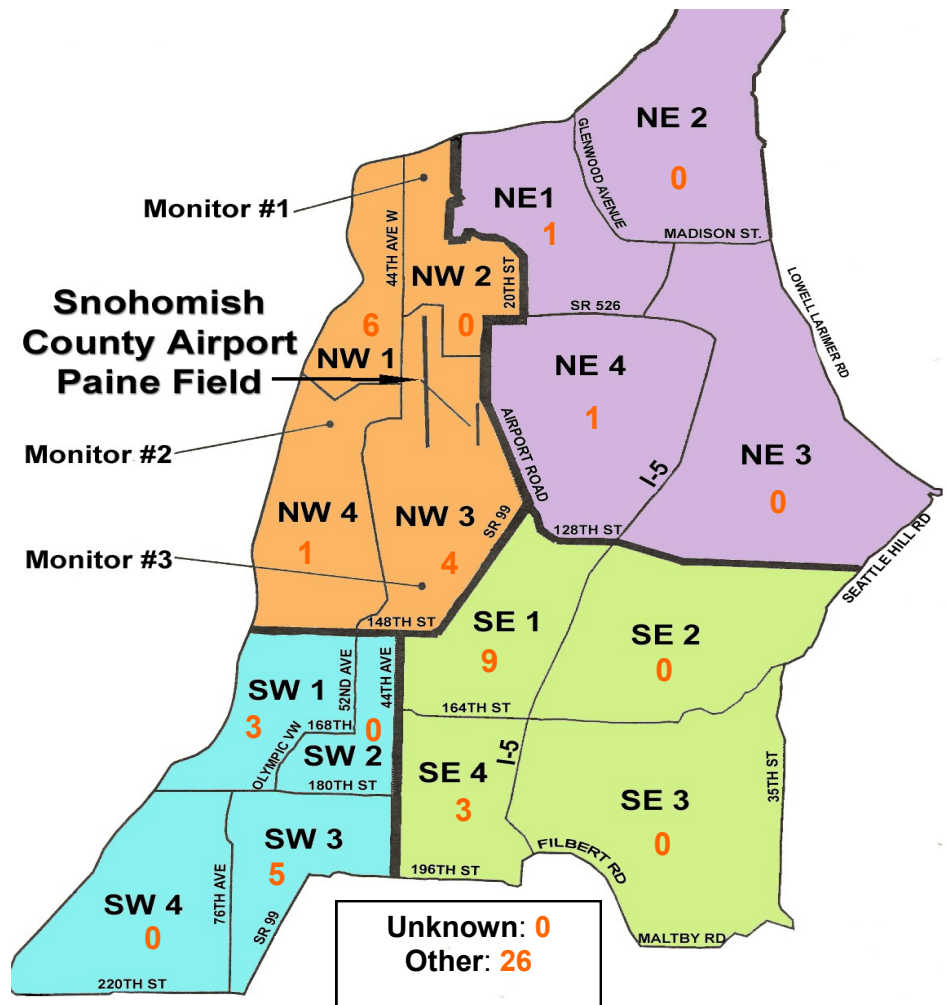 NE 2
0
GLENWOOD AVENUE
MADISON ST.
NE1
1
Monitor #1
44TH AVE W
NW 2
0
20TH ST
SR 526
LOWELL LARIMER RD
Snohomish
County Airport
Paine Field
6
NW 1
NE 4
1
AIRPORT ROAD
I-5
NE 3
0
Monitor #2
NW 4
1
NW 3
4
SR 99
128TH ST
SEATTLE HILL RD
Monitor #3
148TH ST
SE 1
9
SE 2
0
SW 1
3
52ND AVE
44TH AVE
0
168TH
OLYMPIC VW
SW 2
180TH ST
164TH ST
I-5
SE 4
3
SE 3
0
35TH ST
SW 3
5
196TH ST
FILBERT RD
SW 4
0
76TH AVE
SR 99
220TH ST
MALTBY RD
Unknown: 0
Other: 26